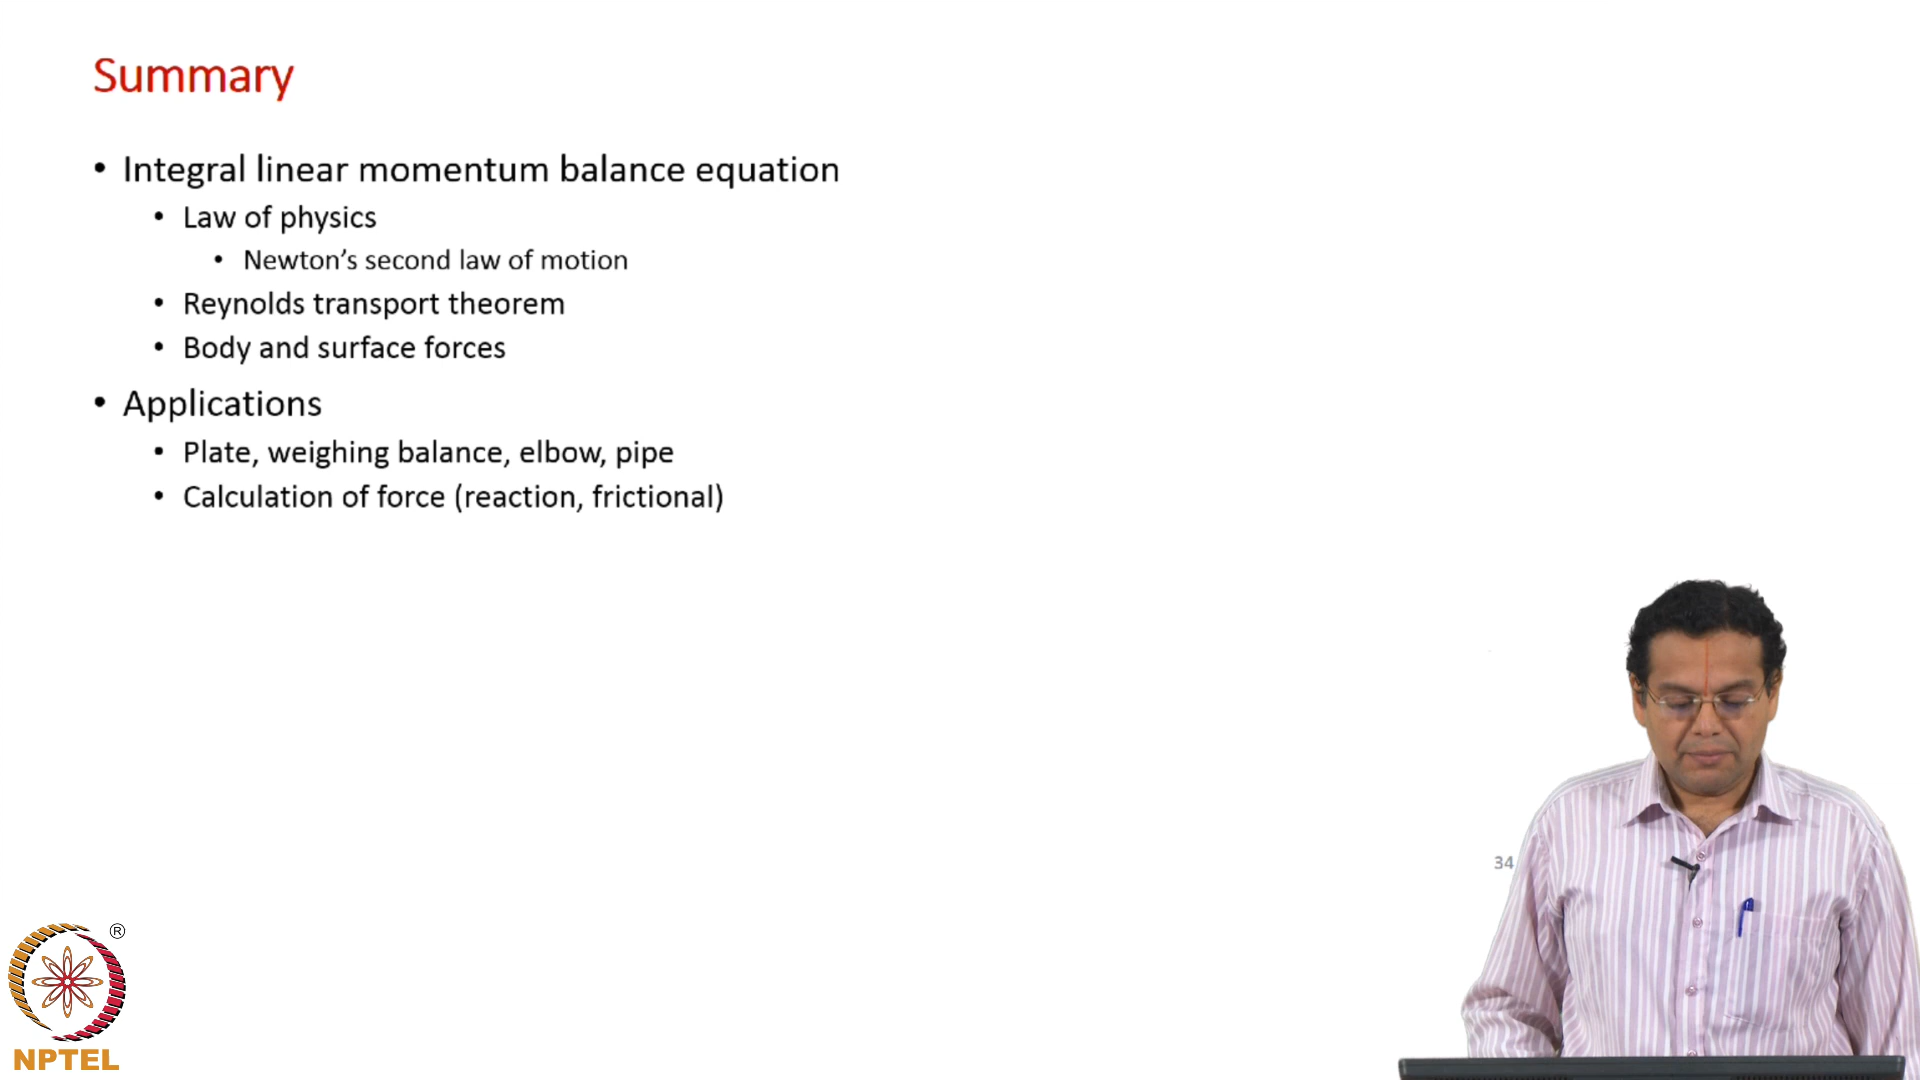 Summary
• Integral linear momentum balance equation
• Law of physics
• Newton’s second law of motion
• Reynolds transport theorem
• Body and surface forces
• Applications
• Plate, weighing balance, elbow, pipe
• Calculation of force (reaction, frictional)
34
®
NPTEL